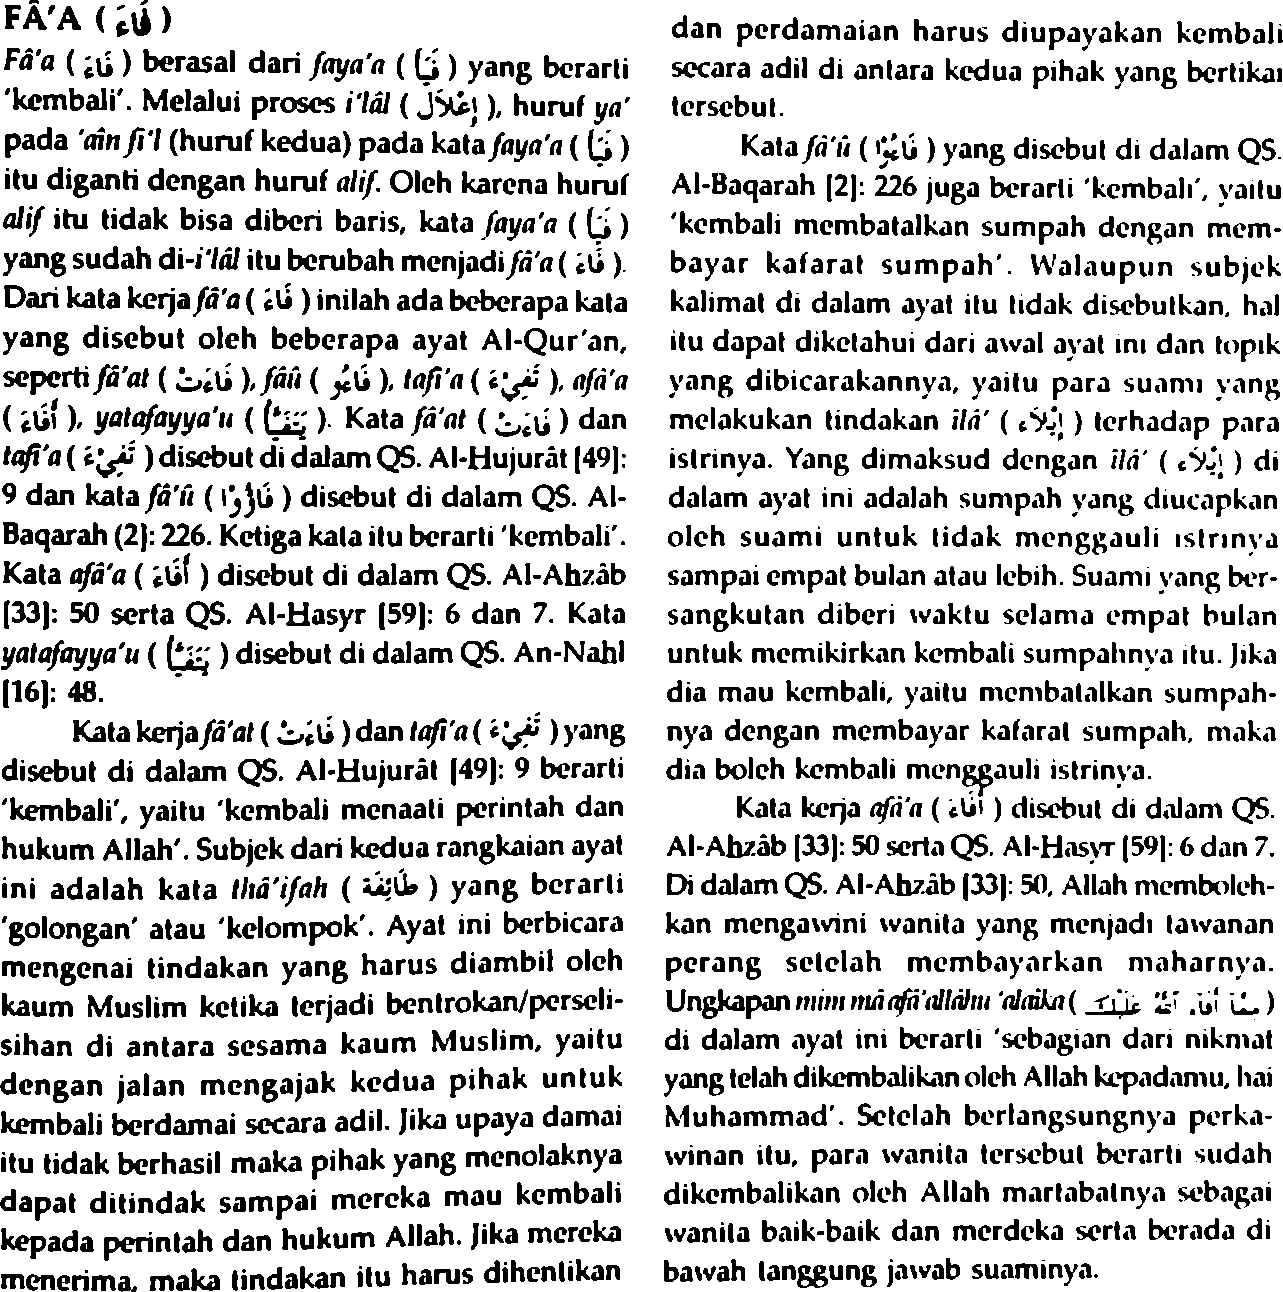 FÂ'A ( فَاءَ )
Fâ'a ( فَاءَ ) berasal dari faya'a ( فَيَأَ ) yang berarti
'kembali'. Melalui proses i'lâl ( إِعْلَال ), huruf ya'
pada 'aîn fi'l (huruf kedua) pada kata faya'a ( فَيَأَ )
itu diganti dengan huruf alif. Oleh karena huruf
alif itu tidak bisa diberi baris, kata faya'a ( فَيَأَ )
yang sudah di-i'lâl itu berubah menjadi fâ'a ( فَاءَ ).
Dari kata kerja fâ'a ( فَاءَ ) inilah ada beberapa kata
yang disebut oleh beberapa ayat Al-Qur'an,
seperti fâ'at ( فَاءَتْ ), fâû ( فَاءُو ), tafî'a ( تَفِيْءَ ), afâ'a
( أَفَاءَ ), yatafayya'u ( يَتَفَيَّأُ ). Kata fâ'at ( فَاءَتْ ) dan
tafî'a ( تَفِيْءَ ) disebut di dalam QS. Al-Hujurât [49]:
9 dan kata fâ'û ( فَاؤُوْا ) disebut di dalam QS. Al-
Baqarah (2]: 226. Ketiga kata itu berarti 'kembali'.
Kata afâ'a ( أَفَاءَ ) disebut di dalam QS. Al-Ahzâb
[33]: 50 serta QS. Al-Hasyr [59]: 6 dan 7. Kata
yatafayya'u ( يَتَفَيَّأُ ) disebut di dalam QS. An-Nahl
[16]: 48.
Kata kerja fâ'at ( فَاءَتْ ) dan tafî'a ( تَفِيْءَ ) yang
disebut di dalam QS. Al-Hujurât [49]: 9 berarti
'kembali', yaitu 'kembali menaati perintah dan
hukum Allah'. Subjek dari kedua rangkaian ayat
ini adalah kata thâ'ifah ( طَائِفَة ) yang berarti
'golongan' atau 'kelompok'. Ayat ini berbicara
mengenai tindakan yang harus diambil oleh
kaum Muslim ketika terjadi bentrokan/perseli-
sihan di antara sesama kaum Muslim, yaitu
dengan jalan mengajak kedua pihak untuk
kembali berdamai secara adil. Jika upaya damai
itu tidak berhasil maka pihak yang menolaknya
dapat ditindak sampai mereka mau kembali
kepada perintah dan hukum Allah. Jika mereka
menerima, maka tindakan itu harus dihentikan
dan perdamaian harus diupayakan kembali
secara adil di antara kedua pihak yang bertikai
tersebut.
Kata fâ'û ( فَاءُوْا ) yang disebut di dalam QS.
Al-Baqarah [2]: 226 juga berarti 'kembali', yaitu
'kembali membatalkan sumpah dengan mem-
bayar kafarat sumpah'. Walaupun subjek
kalimat di dalam ayat itu tidak disebutkan, hal
itu dapat diketahui dari awal ayat ini dan topik
yang dibicarakannya, yaitu para suami yang
melakukan tindakan îlâ' ( إِيْلَاء ) terhadap para
istrinya. Yang dimaksud dengan îlâ' ( إِيْلَاء ) di
dalam ayat ini adalah sumpah yang diucapkan
oleh suami untuk tidak menggauli istrinya
sampai empat bulan atau lebih. Suami yang ber-
sangkutan diberi waktu selama empat bulan
untuk memikirkan kembali sumpahnya itu. Jika
dia mau kembali, yaitu membatalkan sumpah-
nya dengan membayar kafarat sumpah, maka
dia boleh kembali menggauli istrinya.
Kata kerja afâ'a ( أَفَاءَ ) disebut di dalam QS.
Al-Ahzâb [33]: 50 serta QS. Al-Hasyr [59]: 6 dan 7.
Di dalam QS. Al-Ahzâb [33]: 50, Allah memboleh-
kan mengawini wanita yang menjadi tawanan
perang setelah membayarkan maharnya.
Ungkapan mim mâ afâ'allâhu 'alaika ( مِمَّا أَفَاءَ اللهُ عَلَيْكَ )
di dalam ayat ini berarti 'sebagian dari nikmat
yang telah dikembalikan oleh Allah kepadamu, hai
Muhammad'. Setelah berlangsungnya perka-
winan itu, para wanita tersebut berarti sudah
dikembalikan oleh Allah martabatnya sebagai
wanita baik-baik dan merdeka serta berada di
bawah tanggung jawab suaminya.